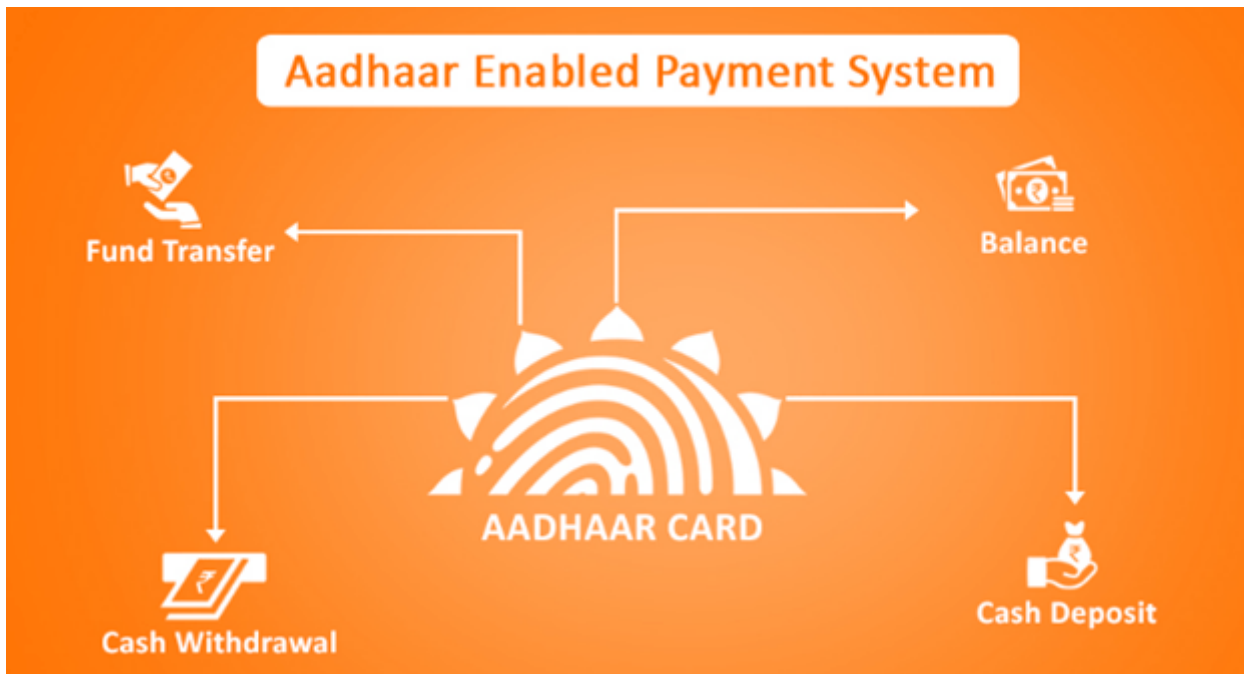 Aadhaar Enabled Payment System
Fund Transfer
Balance
AADHAAR CARD
Cash Withdrawal
Cash Deposit